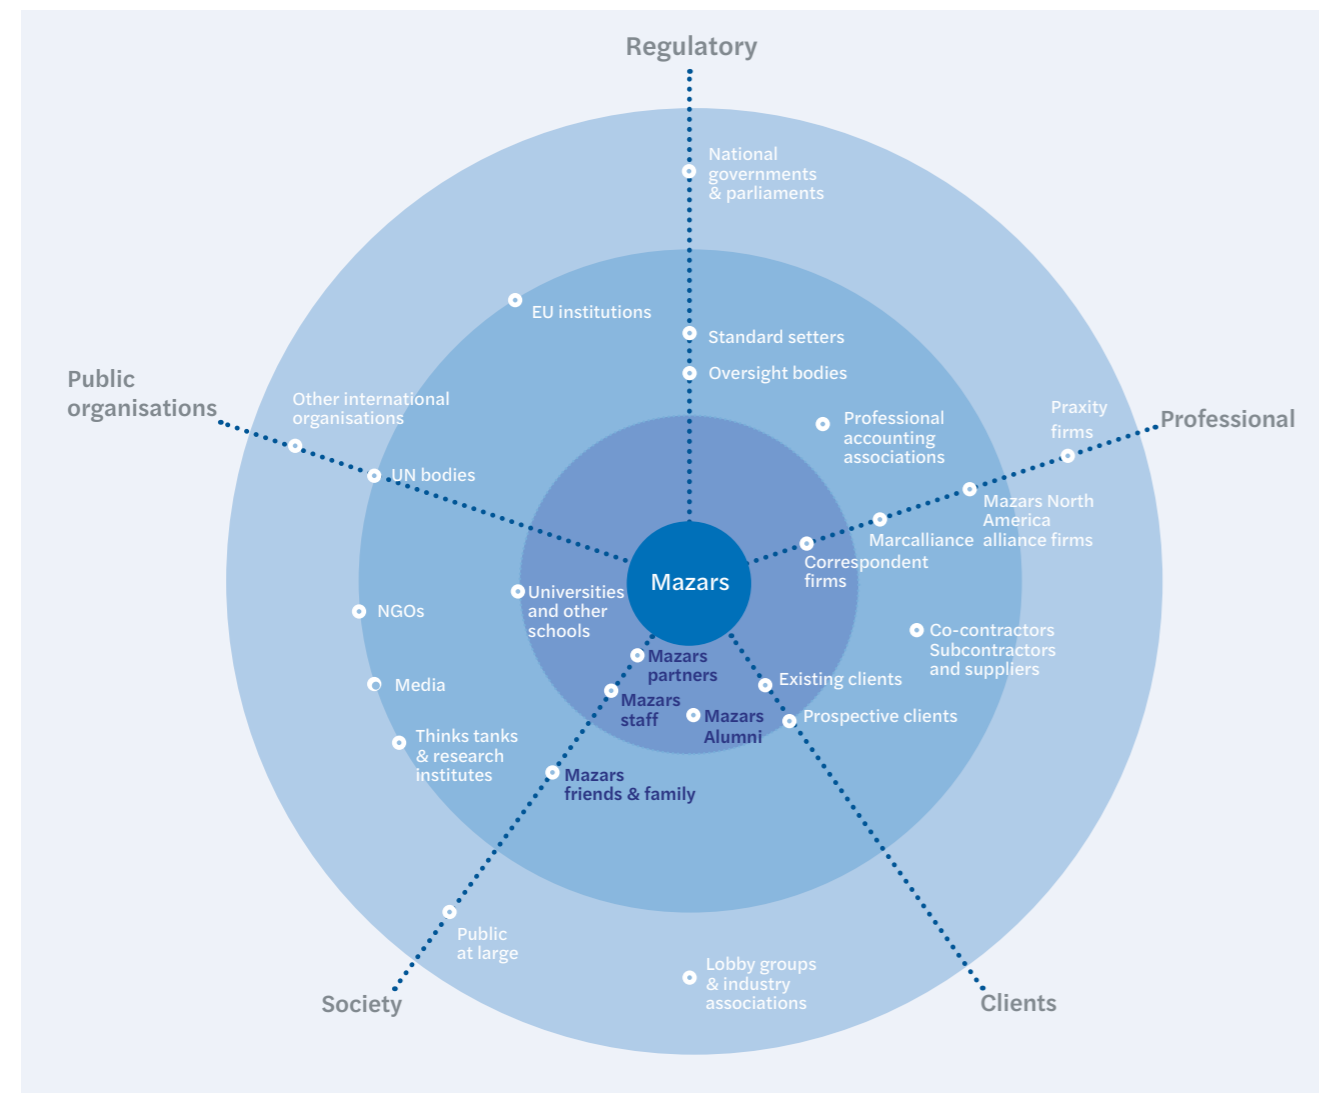 Regulatory
National
governments
& parliaments
EU institutions
Standard setters
Oversight bodies
Public
organisations
Other international
organisations
UN bodies
Professional
accounting
associations
Praxity
firms
Professional
Mazars North
America
alliance firms
Marcalliance
Correspondent
firms
Mazars
Universities
and other
schools
NGOs
Media
Thinks tanks
& research
institutes
Mazars
partners
Mazars
staff
Mazars
Alumni
Existing clients
Prospective clients
Co-contractors
Subcontractors
and suppliers
Mazars
friends & family
Public
at large
Lobby groups
& industry
associations
Society
Clients